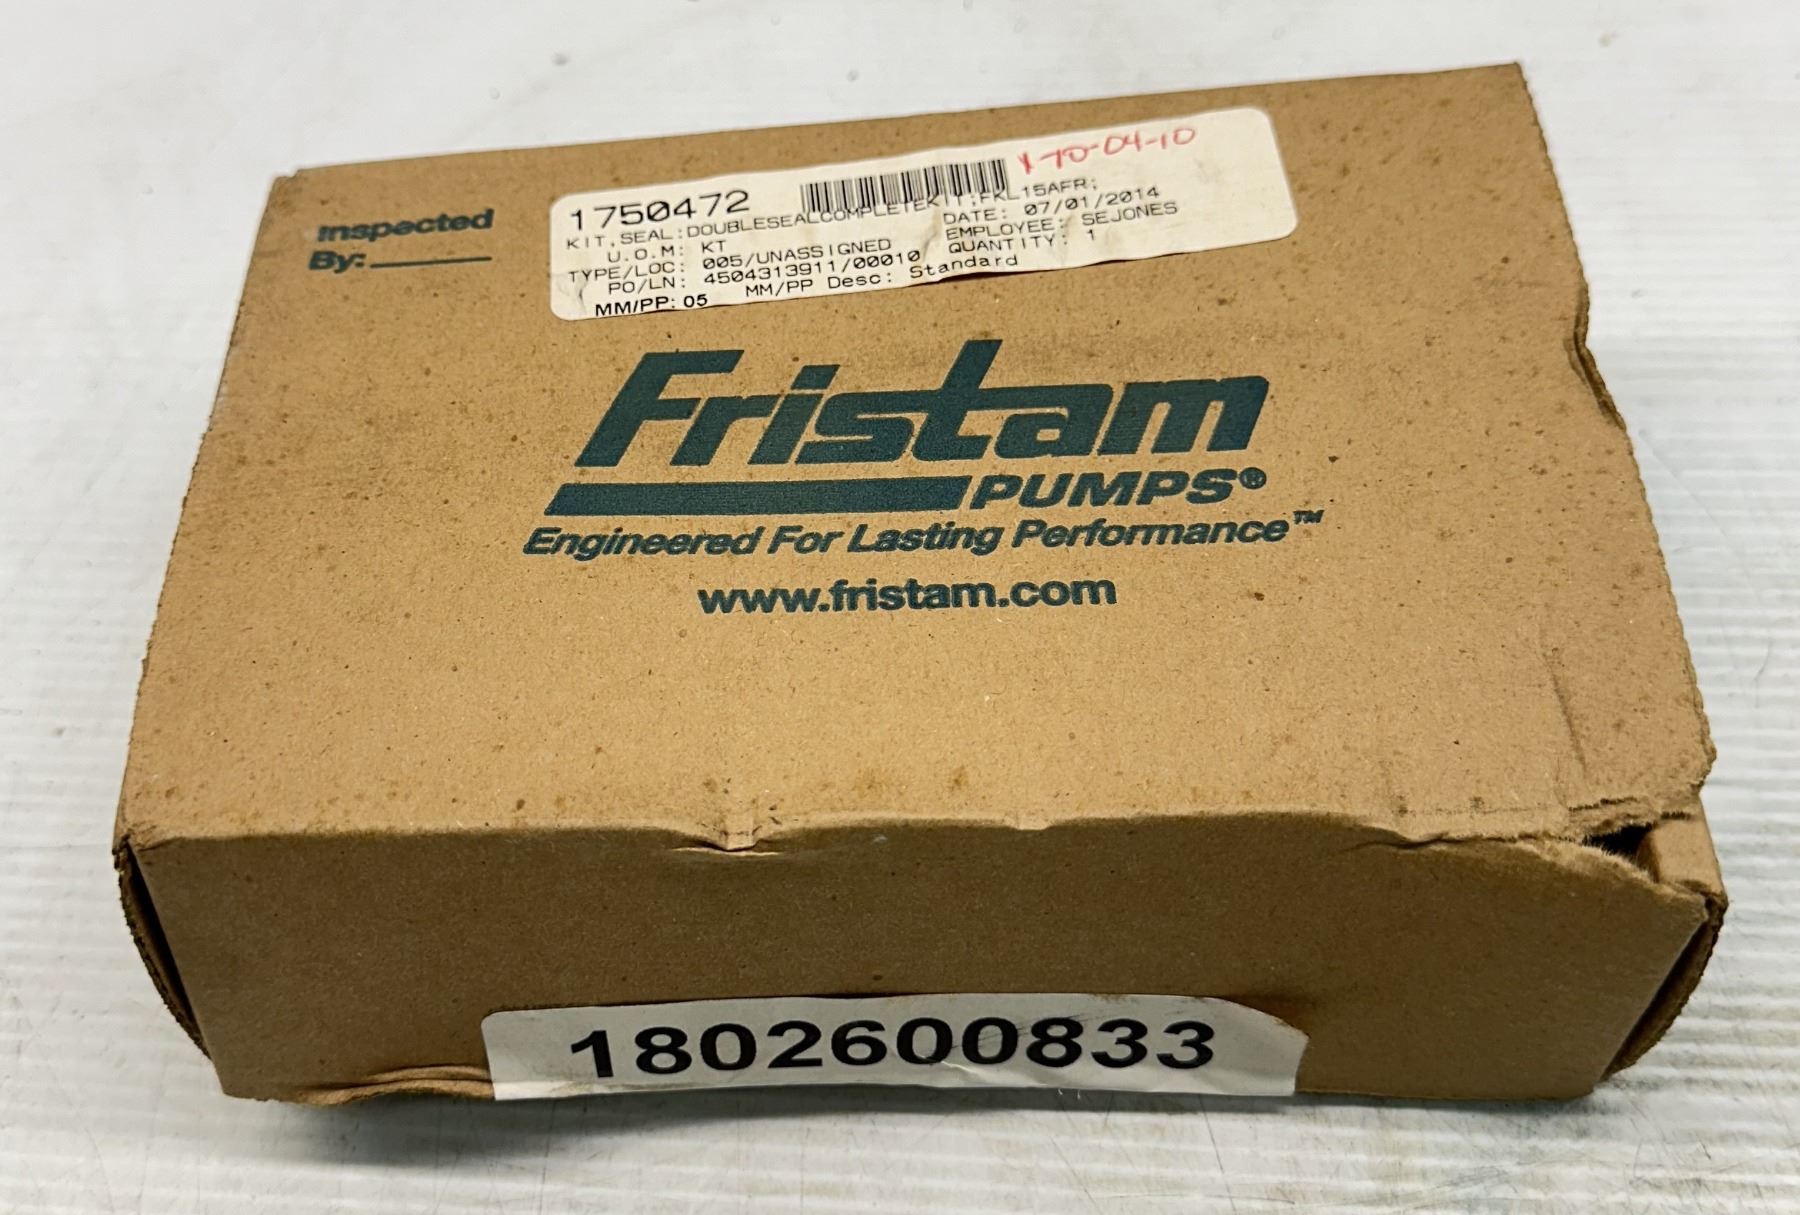 Inspected
By:
1750472
1-70-04-10
KIT,SEAL:DOUBLESEALCOMPLETEKIT;FKL15AFR;
U.O.M: KT DATE: 07/01/2014
TYPE/LOC: 005/UNASSIGNED EMPLOYEE: SEJONES
PO/LN: 4504313911/00010 QUANTITY: 1
MM/PP: 05 MM/PP Desc: Standard
Fristam
PUMPS®
Engineered For Lasting Performance™
www.fristam.com
1802600833